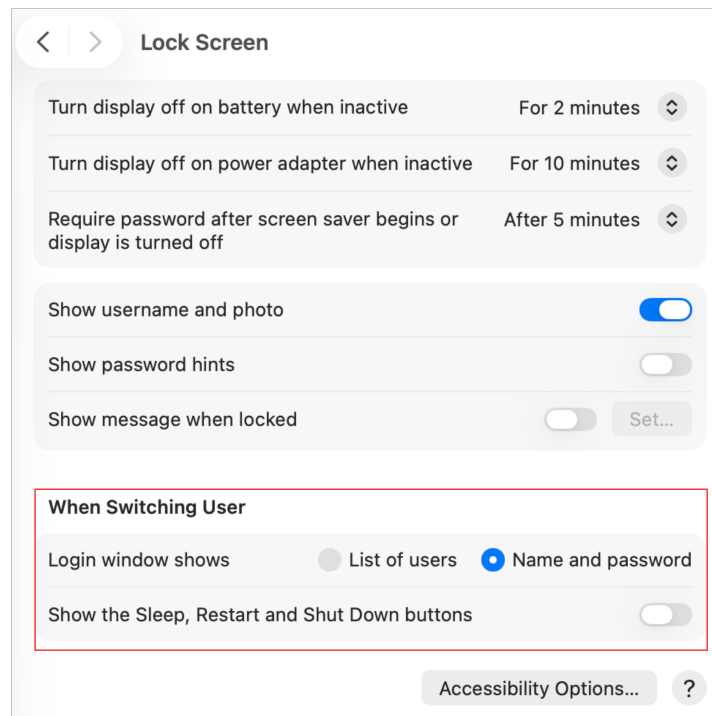 Lock Screen
Turn display off on battery when inactive For 2 minutes
Turn display off on power adapter when inactive For 10 minutes
Require password after screen saver begins or After 5 minutes
display is turned off
Show username and photo
Show password hints
Show message when locked Set...
When Switching User
Login window shows List of users Name and password
Show the Sleep, Restart and Shut Down buttons
Accessibility Options... ?